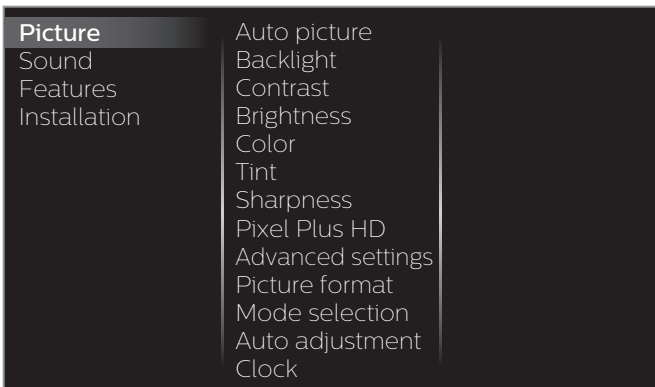 Picture
Sound
Features
Installation
Auto picture
Backlight
Contrast
Brightness
Color
Tint
Sharpness
Pixel Plus HD
Advanced settings
Picture format
Mode selection
Auto adjustment
Clock